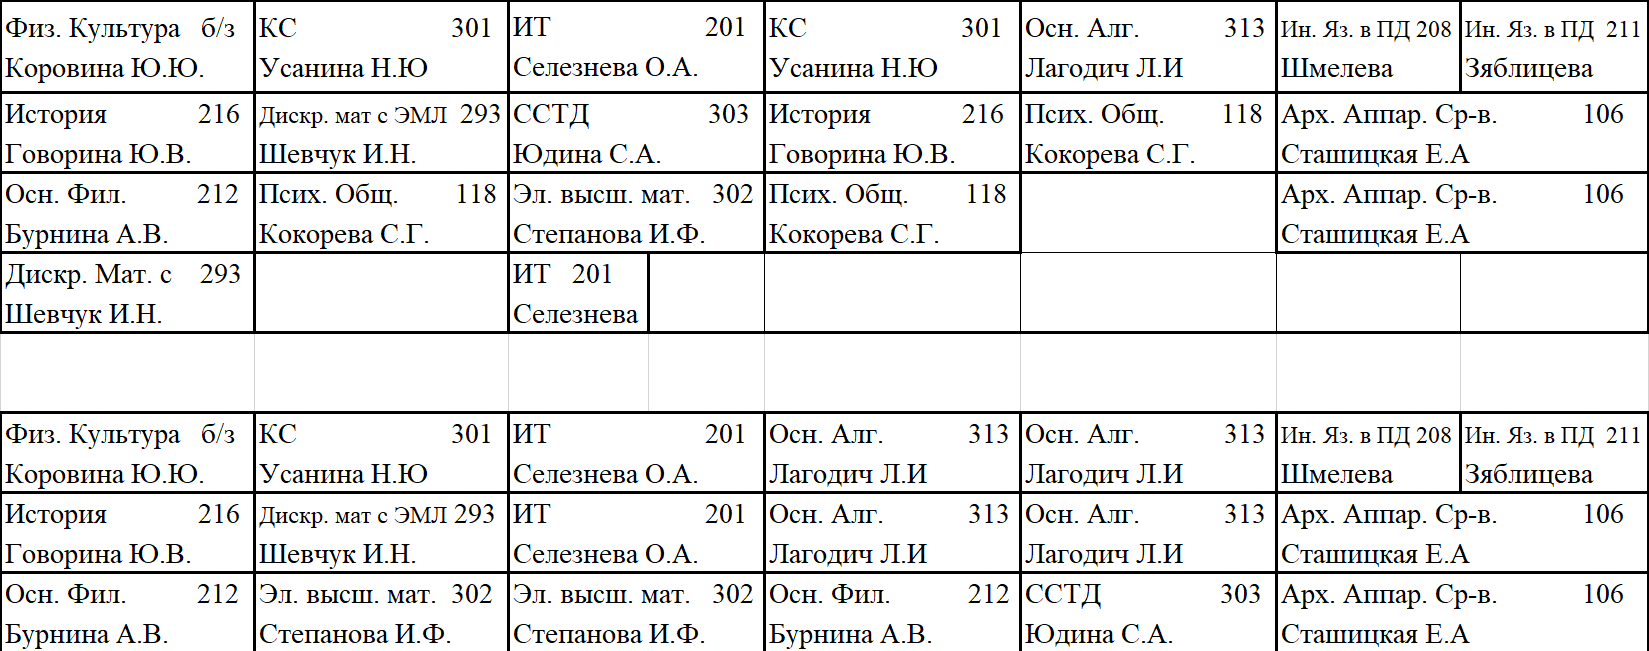 Физ. Культура б/з КС 301 ИТ 201 КС 301 Осн. Алг. 313 Ин. Яз. в ПД 208 Ин. Яз. в ПД 211
Коровина Ю.Ю. Усанина Н.Ю Селезнева О.А. Усанина Н.Ю Лагодич Л.И Шмелева Зяблицева
История 216 Дискр. мат с ЭМЛ 293 ССТД 303 История 216 Псих. Общ. 118 Арх. Аппар. Ср-в. 106
Говорина Ю.В. Шевчук И.Н. Юдина С.А. Говорина Ю.В. Кокорева С.Г. Сташицкая Е.А
Осн. Фил. 212 Псих. Общ. 118 Эл. высш. мат. 302 Псих. Общ. 118 Арх. Аппар. Ср-в. 106
Бурнина А.В. Кокорева С.Г. Степанова И.Ф. Кокорева С.Г. Сташицкая Е.А
Дискр. Мат. с 293 ИТ 201
Шевчук И.Н. Селезнева
Физ. Культура б/з КС 301 ИТ 201 Осн. Алг. 313 Осн. Алг. 313 Ин. Яз. в ПД 208 Ин. Яз. в ПД 211
Коровина Ю.Ю. Усанина Н.Ю Селезнева О.А. Лагодич Л.И Лагодич Л.И Шмелева Зяблицева
История 216 Дискр. мат с ЭМЛ 293 ИТ 201 Осн. Алг. 313 Осн. Алг. 313 Арх. Аппар. Ср-в. 106
Говорина Ю.В. Шевчук И.Н. Селезнева О.А. Лагодич Л.И Лагодич Л.И Сташицкая Е.А
Осн. Фил. 212 Эл. высш. мат. 302 Эл. высш. мат. 302 Осн. Фил. 212 ССТД 303 Арх. Аппар. Ср-в. 106
Бурнина А.В. Степанова И.Ф. Степанова И.Ф. Бурнина А.В. Юдина С.А. Сташицкая Е.А